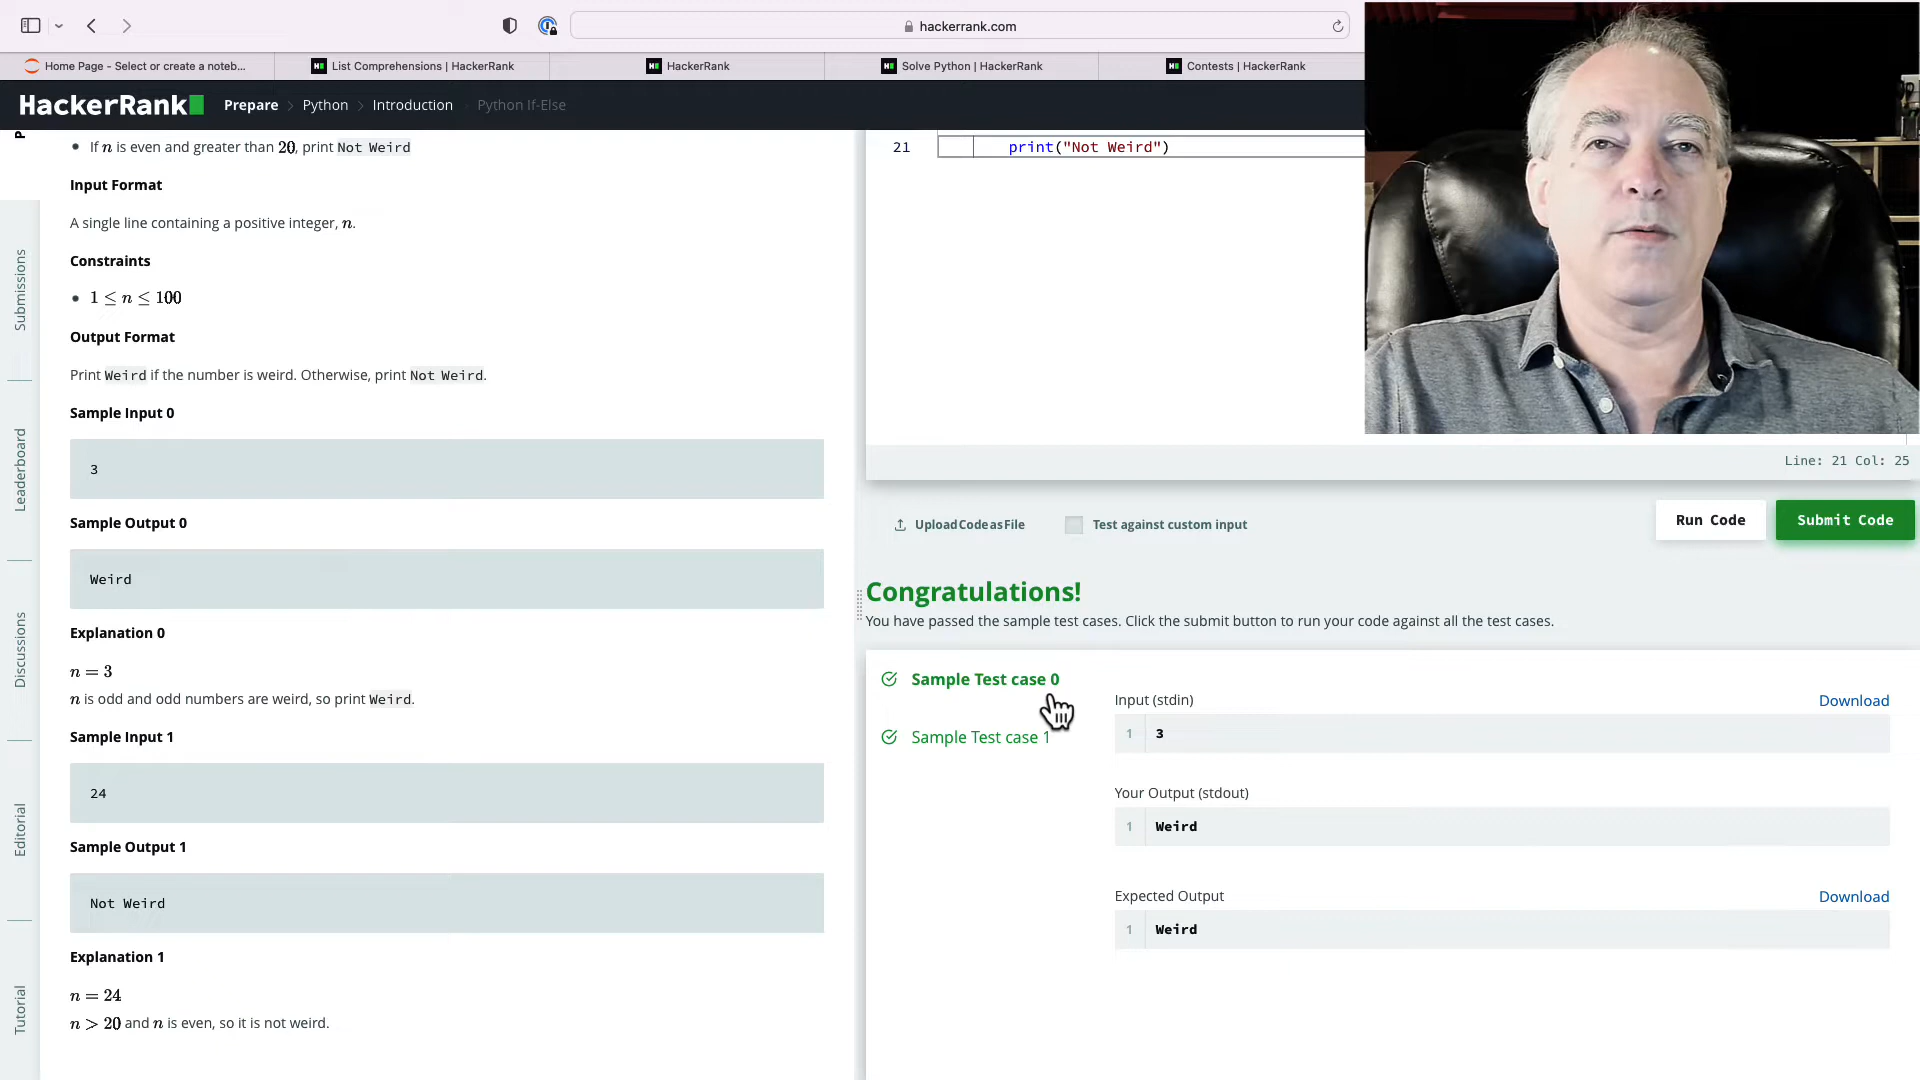 hackerrank.com
Home Page - Select or create a noteb...
List Comprehensions | HackerRank
HackerRank
Solve Python | HackerRank
Contests | HackerRank
HackerRank
Prepare > Python > Introduction > Python If-Else
Submissions
Leaderboard
Discussions
Editorial
Tutorial
• If n is even and greater than 20, print Not Weird
Input Format
A single line containing a positive integer, n.
Constraints
• 1 ≤ n ≤ 100
Output Format
Print Weird if the number is weird. Otherwise, print Not Weird.
Sample Input 0
3
Sample Output 0
Weird
Explanation 0
n = 3
n is odd and odd numbers are weird, so print Weird.
Sample Input 1
24
Sample Output 1
Not Weird
Explanation 1
n = 24
n > 20 and n is even, so it is not weird.
21 print("Not Weird")
Line: 21 Col: 25
Upload Code as File
Test against custom input
Run Code
Submit Code
Congratulations!
You have passed the sample test cases. Click the submit button to run your code against all the test cases.
Sample Test case 0
Sample Test case 1
Input (stdin)
Download
1 3
Your Output (stdout)
1 Weird
Expected Output
Download
1 Weird